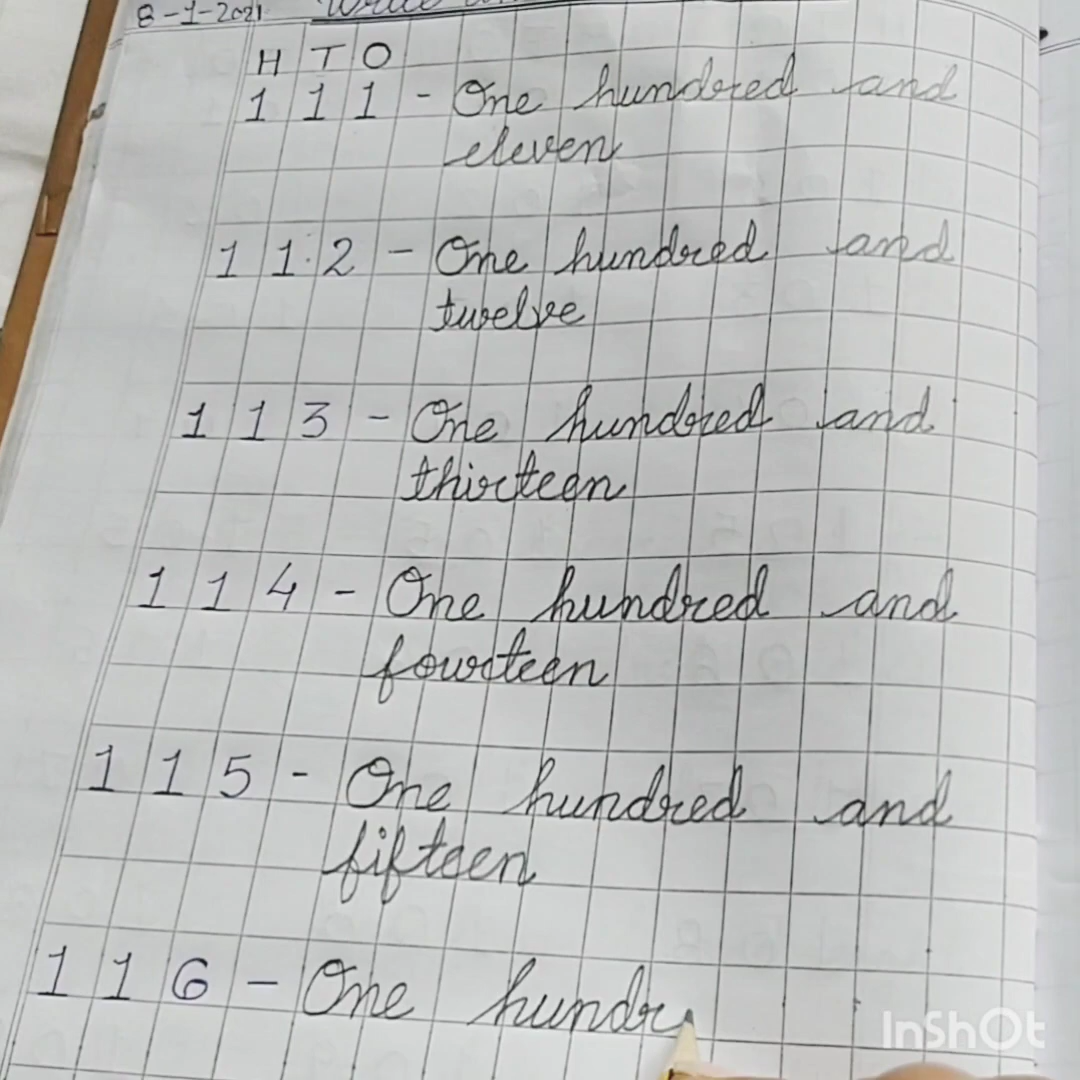 8-1-2021 Write
H T O
1 1 1 - One hundred and
eleven
1 1 2 - One hundred and
twelve
1 1 3 - One hundred and
thirteen
1 1 4 - One hundred and
fourteen
1 1 5 - One hundred and
fifteen
1 1 6 - One hundr
InShOt